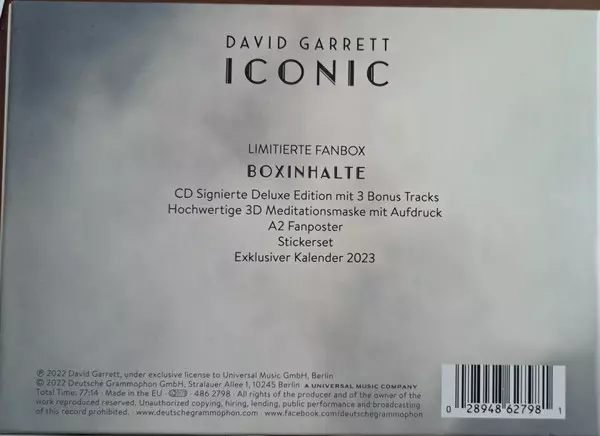 DAVID GARRETT
ICONIC
LIMITIERTE FANBOX
BOXINHALTE
CD Signierte Deluxe Edition mit 3 Bonus Tracks
Hochwertige 3D Meditationsmaske mit Aufdruck
A2 Fanposter
Stickerset
Exklusiver Kalender 2023
℗ 2022 David Garrett, under exclusive license to Universal Music GmbH, Berlin
© 2022 Deutsche Grammophon GmbH, Stralauer Allee 1, 10245 Berlin A UNIVERSAL MUSIC COMPANY
Total Time: 77:14 · Made in the EU · · 486 2798 · All rights of the producer and of the owner of the
work reproduced reserved. Unauthorized copying, hiring, lending, public performance and broadcasting
of this record prohibited. · www.deutschegrammophon.com · www.facebook.com/deutschegrammophon
0 28948 62798 1